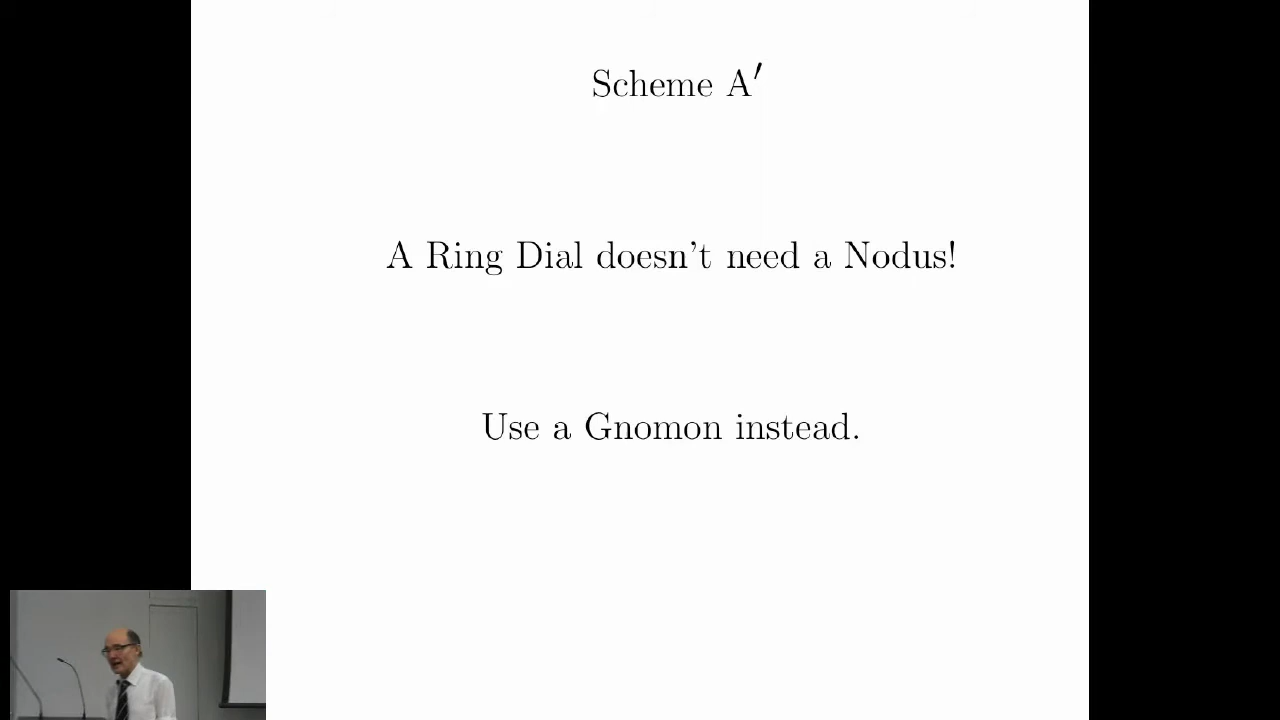 Scheme A′
A Ring Dial doesn't need a Nodus!
Use a Gnomon instead.